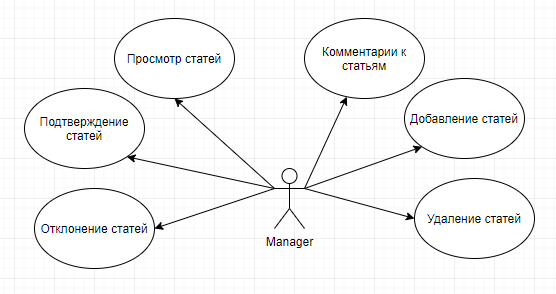 Просмотр статей
Комментарии к
статьям
Подтверждение
статей
Добавление статей
Отклонение статей
Удаление статей
Manager